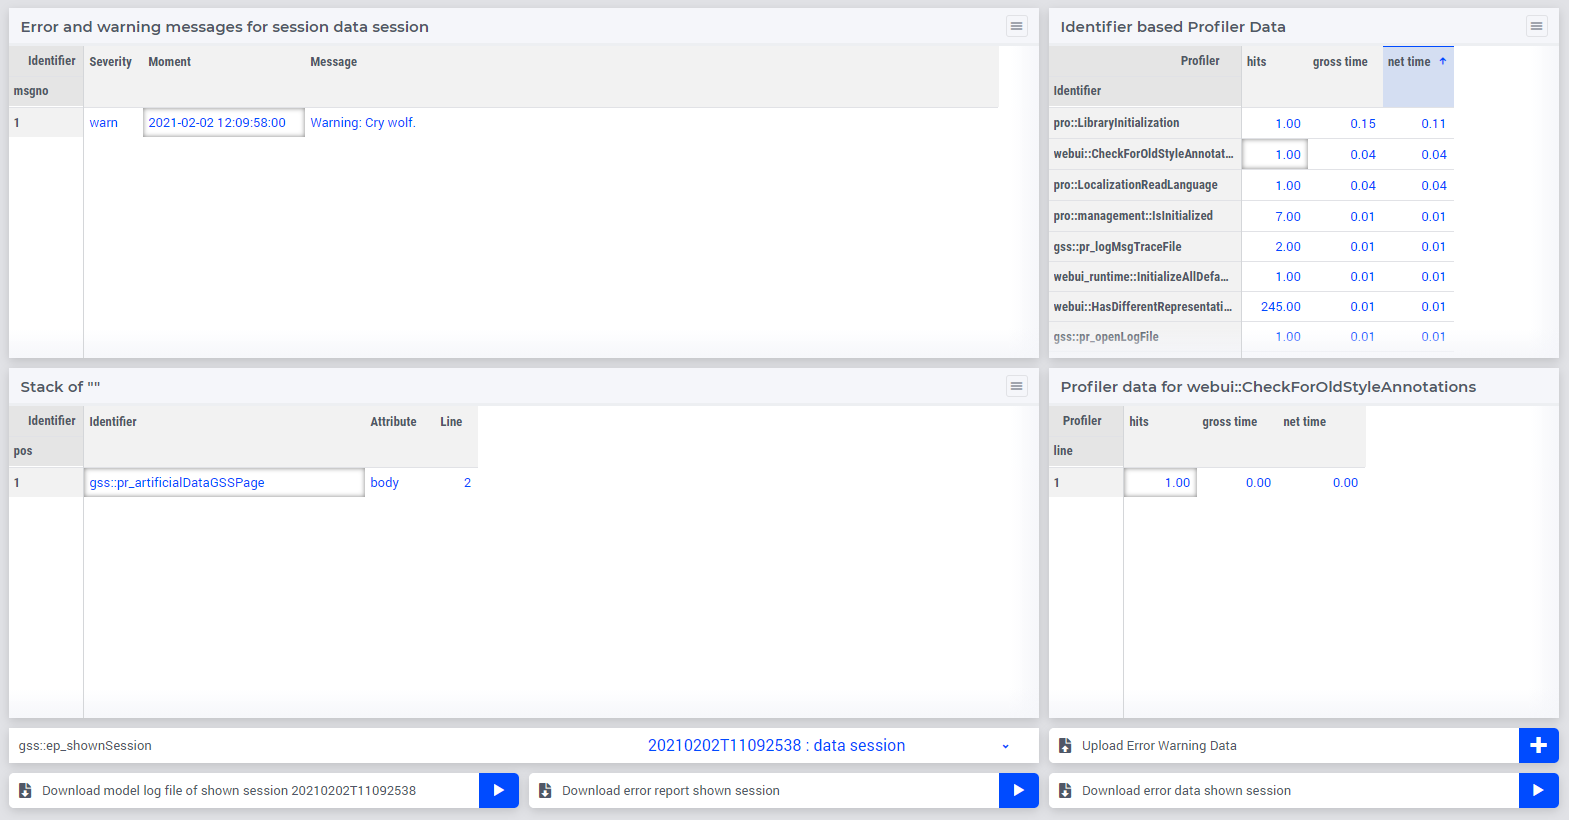 Error and warning messages for session data session
Identifier Severity Moment Message
msgno
1 warn 2021-02-02 12:09:58:00 Warning: Cry wolf.
Identifier based Profiler Data
Profiler hits gross time net time
Identifier
pro::LibraryInitialization 1.00 0.15 0.11
webui::CheckForOldStyleAnnotat... 1.00 0.04 0.04
pro::LocalizationReadLanguage 1.00 0.04 0.04
pro::management::IsInitialized 7.00 0.01 0.01
gss::pr_logMsgTraceFile 2.00 0.01 0.01
webui_runtime::InitializeAllDefa... 1.00 0.01 0.01
webui::HasDifferentRepresentati... 245.00 0.01 0.01
gss::pr_openLogFile 1.00 0.01 0.01
Stack of ""
Identifier Identifier Attribute Line
pos
1 gss::pr_artificialDataGSSPage body 2
Profiler data for webui::CheckForOldStyleAnnotations
Profiler hits gross time net time
line
1 1.00 0.00 0.00
gss::ep_shownSession 20210202T11092538 : data session
Upload Error Warning Data
Download model log file of shown session 20210202T11092538
Download error report shown session
Download error data shown session